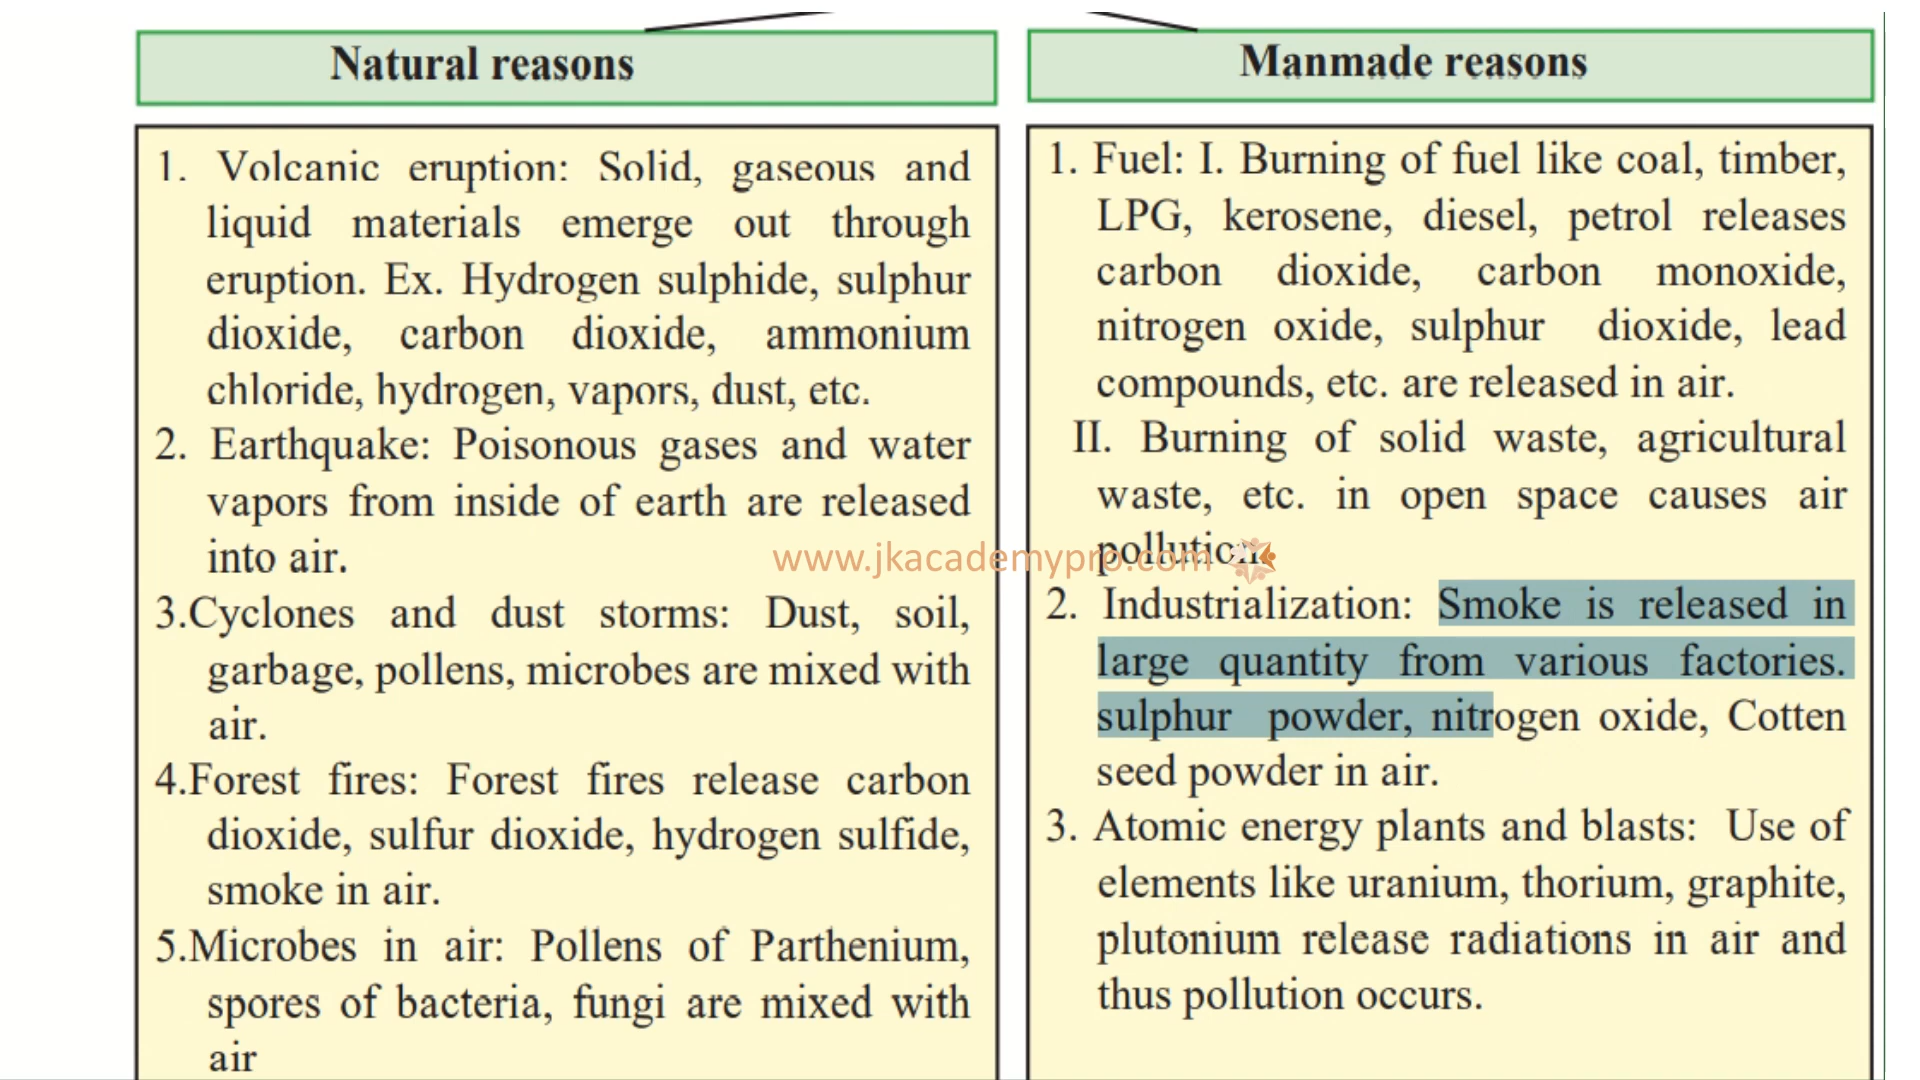 Natural reasons
1. Volcanic eruption: Solid, gaseous and
liquid materials emerge out through
eruption. Ex. Hydrogen sulphide, sulphur
dioxide, carbon dioxide, ammonium
chloride, hydrogen, vapors, dust, etc.
2. Earthquake: Poisonous gases and water
vapors from inside of earth are released
into air.
3.Cyclones and dust storms: Dust, soil,
garbage, pollens, microbes are mixed with
air.
4.Forest fires: Forest fires release carbon
dioxide, sulfur dioxide, hydrogen sulfide,
smoke in air.
5.Microbes in air: Pollens of Parthenium,
spores of bacteria, fungi are mixed with
air
Manmade reasons
1. Fuel: I. Burning of fuel like coal, timber,
LPG, kerosene, diesel, petrol releases
carbon dioxide, carbon monoxide,
nitrogen oxide, sulphur dioxide, lead
compounds, etc. are released in air.
II. Burning of solid waste, agricultural
waste, etc. in open space causes air
pollution.
2. Industrialization: Smoke is released in
large quantity from various factories.
sulphur powder, nitrogen oxide, Cotten
seed powder in air.
3. Atomic energy plants and blasts: Use of
elements like uranium, thorium, graphite,
plutonium release radiations in air and
thus pollution occurs.
www.jkacademypro.com